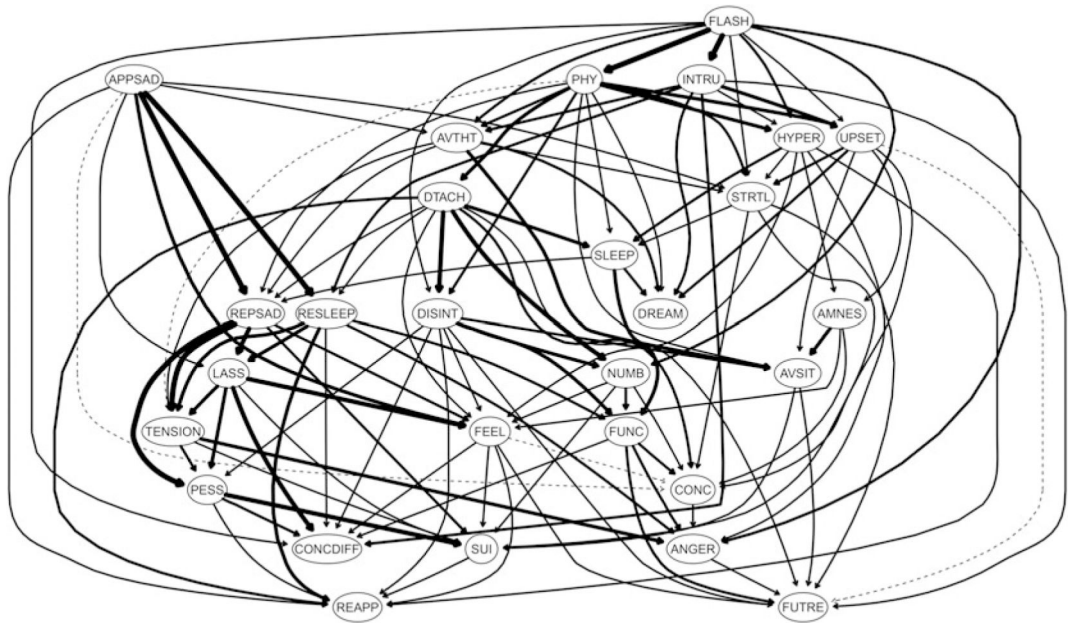 FLASH
APPSAD PHY INTRU
AVTHT HYPER UPSET
DTACH STRTL
SLEEP
REPSAD RESLEEP DISINT DREAM AMNES
LASS NUMB AVSIT
TENSION FEEL FUNC
PESS CONC
CONCDIFF SUI ANGER
REAPP FUTRE